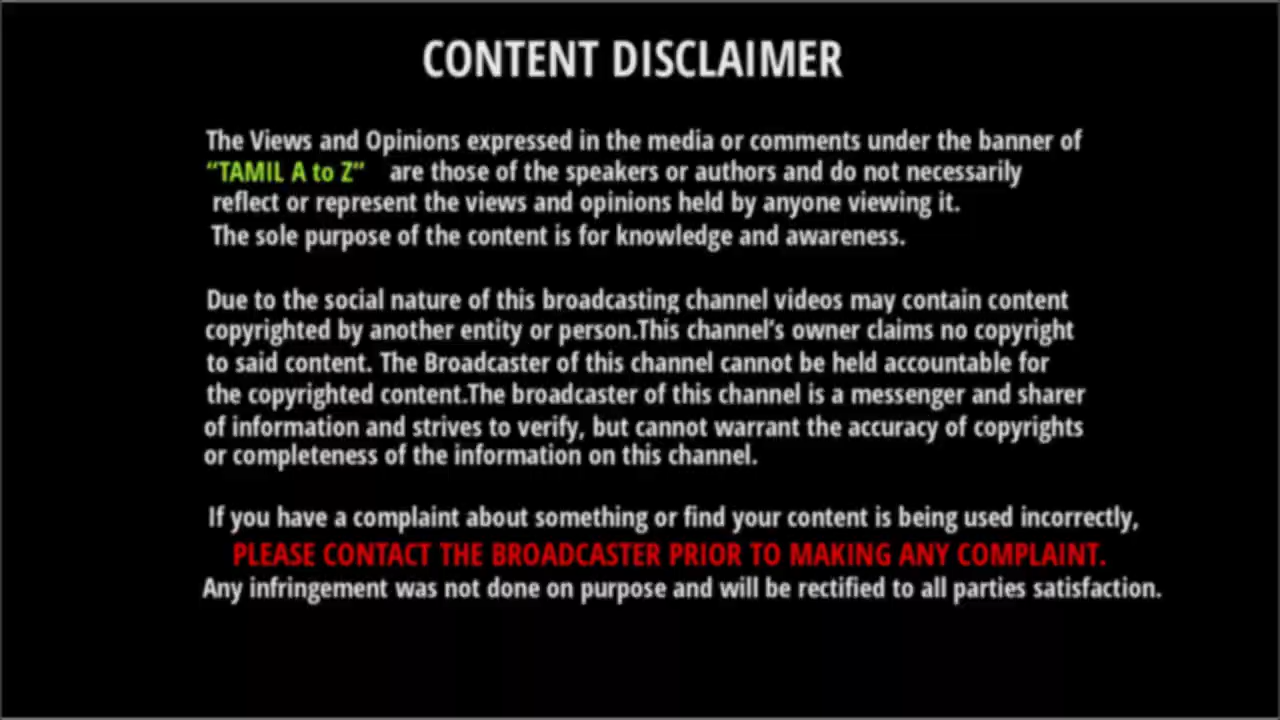 CONTENT DISCLAIMER
The Views and Opinions expressed in the media or comments under the banner of
“TAMIL A to Z” are those of the speakers or authors and do not necessarily
reflect or represent the views and opinions held by anyone viewing it.
The sole purpose of the content is for knowledge and awareness.
Due to the social nature of this broadcasting channel videos may contain content
copyrighted by another entity or person.This channel’s owner claims no copyright
to said content. The Broadcaster of this channel cannot be held accountable for
the copyrighted content.The broadcaster of this channel is a messenger and sharer
of information and strives to verify, but cannot warrant the accuracy of copyrights
or completeness of the information on this channel.
If you have a complaint about something or find your content is being used incorrectly,
PLEASE CONTACT THE BROADCASTER PRIOR TO MAKING ANY COMPLAINT.
Any infringement was not done on purpose and will be rectified to all parties satisfaction.